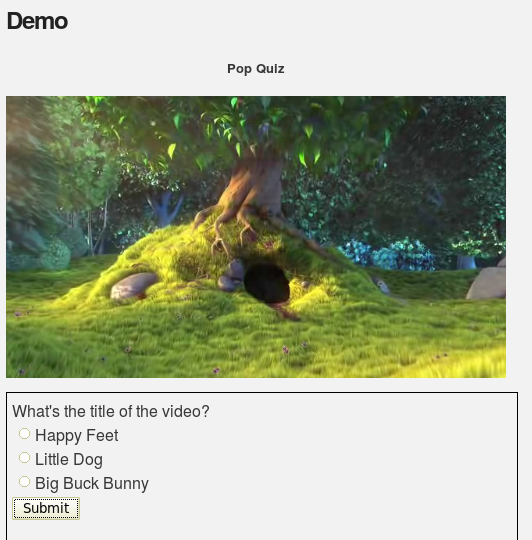 Demo
Pop Quiz
What's the title of the video?
Happy Feet
Little Dog
Big Buck Bunny
Submit